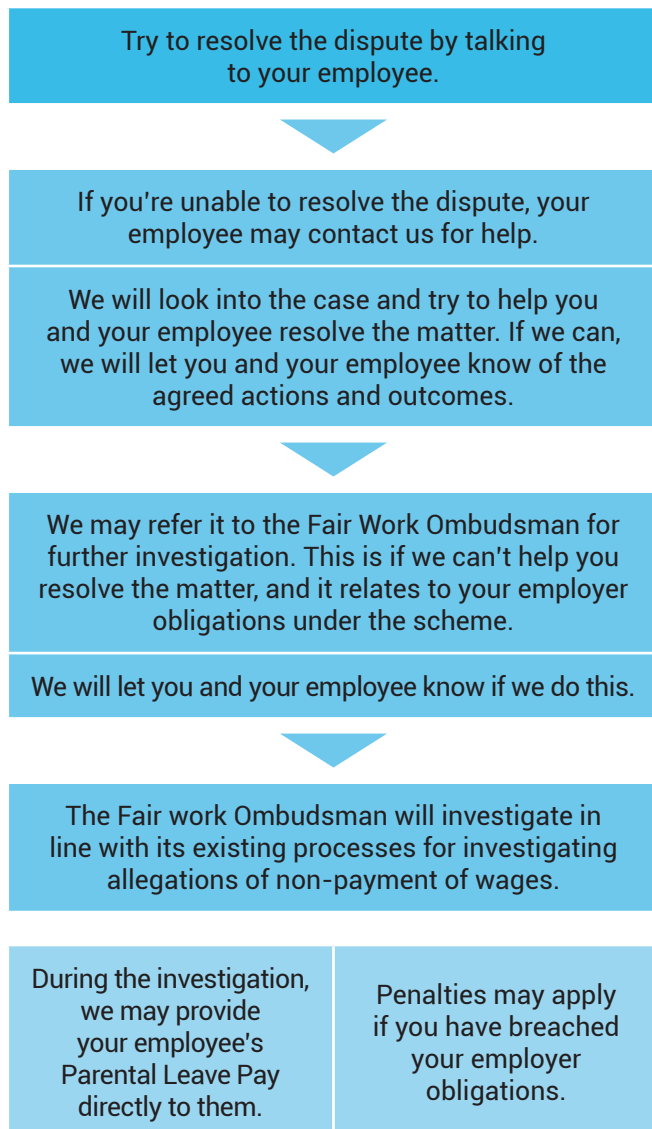 Try to resolve the dispute by talking
to your employee.
If you're unable to resolve the dispute, your
employee may contact us for help.
We will look into the case and try to help you
and your employee resolve the matter. If we can,
we will let you and your employee know of the
agreed actions and outcomes.
We may refer it to the Fair Work Ombudsman for
further investigation. This is if we can't help you
resolve the matter, and it relates to your employer
obligations under the scheme.
We will let you and your employee know if we do this.
The Fair work Ombudsman will investigate in
line with its existing processes for investigating
allegations of non-payment of wages.
During the investigation,
we may provide
your employee's
Parental Leave Pay
directly to them.
Penalties may apply
if you have breached
your employer
obligations.